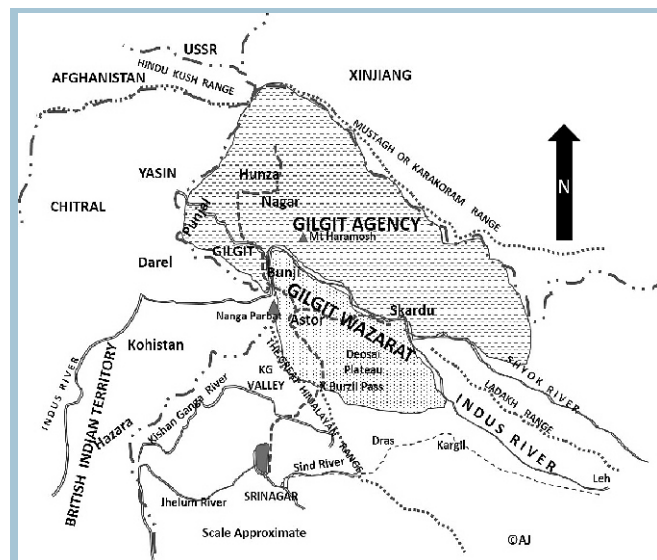 USSR
AFGHANISTAN
HINDU KUSH RANGE
XINJIANG
MUSTAGH OR KARAKORAM RANGE
N
YASIN
Hunza
CHITRAL
Nagar
Punjal
GILGIT AGENCY
Mt Haramosh
GILGIT
Darel
Bunji
GILGIT WAZARAT
Skardu
Nanga Parbat
Astor
Kohistan
Deosai
Plateau
SHYOK RIVER
INDUS RIVER
BRITISH INDIAN TERRITORY
KG
VALLEY
THE GREAT HIMALAYAN RANGE
Burzil Pass
LADAKH RANGE
Hazara
Kishan Ganga River
INDUS RIVER
Dras
Kargil
Sind River
Leh
Jhelum River
SRINAGAR
Scale Approximate
©AJ